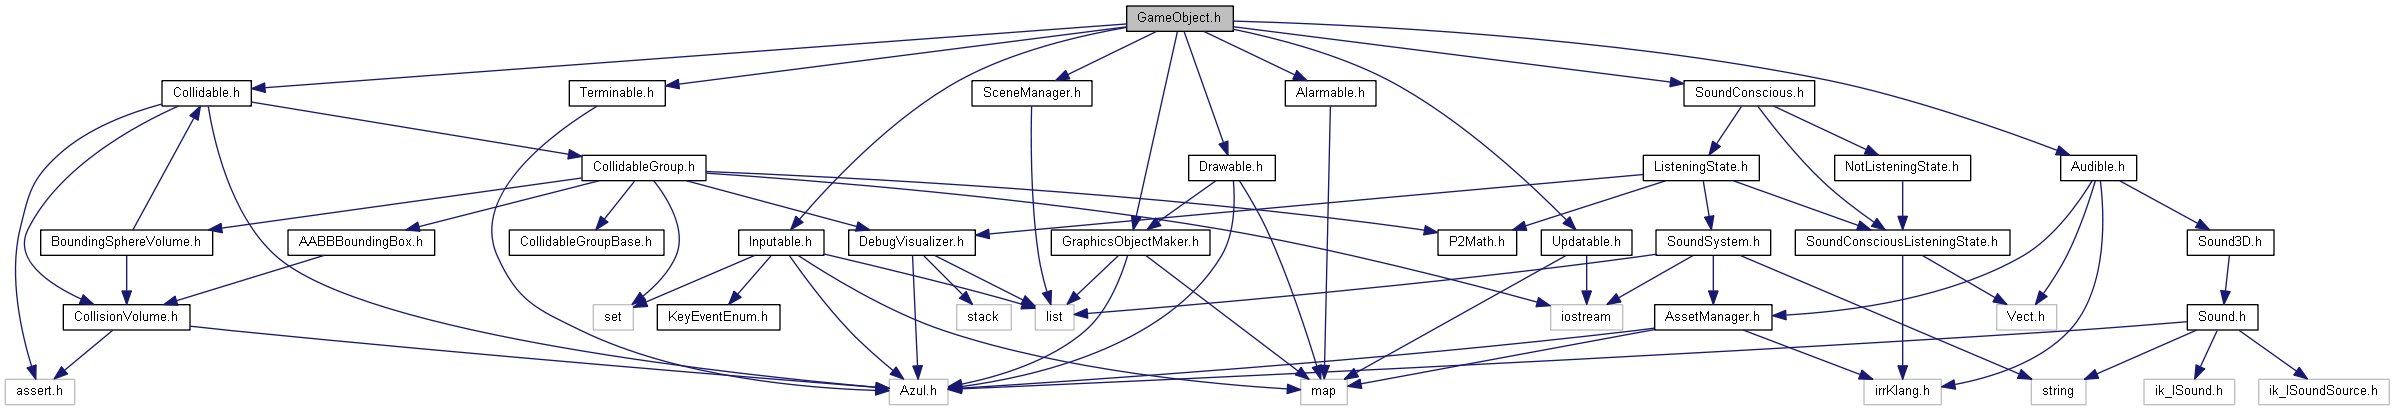 GameObject.h
Collidable.h
Terminable.h
SceneManager.h
Alarmable.h
SoundConscious.h
CollidableGroup.h
Drawable.h
ListeningState.h
NotListeningState.h
Audible.h
BoundingSphereVolume.h
AABBBoundingBox.h
CollidableGroupBase.h
Inputable.h
DebugVisualizer.h
GraphicsObjectMaker.h
P2Math.h
Updatable.h
SoundSystem.h
SoundConsciousListeningState.h
Sound3D.h
CollisionVolume.h
set
KeyEventEnum.h
stack
list
iostream
AssetManager.h
Vect.h
Sound.h
assert.h
Azul.h
map
irrKlang.h
string
ik_ISound.h
ik_ISoundSource.h